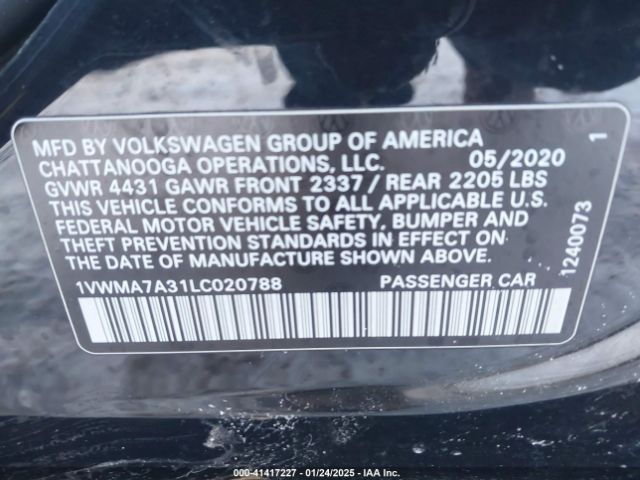 MFD BY VOLKSWAGEN GROUP OF AMERICA
CHATTANOOGA OPERATIONS, LLC. 05/2020
GVWR 4431 GAWR FRONT 2337 / REAR 2205 LBS
THIS VEHICLE CONFORMS TO ALL APPLICABLE U.S.
FEDERAL MOTOR VEHICLE SAFETY, BUMPER AND
THEFT PREVENTION STANDARDS IN EFFECT ON
THE DATE OF MANUFACTURE SHOWN ABOVE.
1VWMA7A31LC020788 PASSENGER CAR
1240073 1
000-41417227 - 01/24/2025 - IAA Inc.